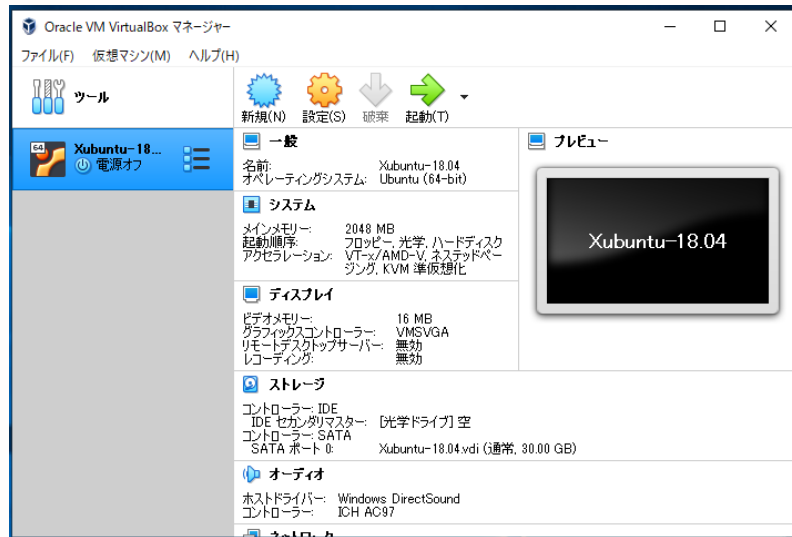 Oracle VM VirtualBox マネージャー
ファイル(F) 仮想マシン(M) ヘルプ(H)
ツール
新規(N) 設定(S) 破棄 起動(T)
64
Xubuntu-18...
電源オフ
一般
名前: Xubuntu-18.04
オペレーティングシステム: Ubuntu (64-bit)
プレビュー
Xubuntu-18.04
システム
メインメモリー: 2048 MB
起動順序: フロッピー, 光学, ハードディスク
アクセラレーション: VT-x/AMD-V, ネステッドペー
ジング, KVM 準仮想化
ディスプレイ
ビデオメモリー: 16 MB
グラフィックスコントローラー: VMSVGA
リモートデスクトップサーバー: 無効
レコーディング: 無効
ストレージ
コントローラー: IDE
IDE セカンダリマスター: [光学ドライブ] 空
コントローラー: SATA
SATA ポート 0: Xubuntu-18.04.vdi (通常, 30.00 GB)
オーディオ
ホストドライバー: Windows DirectSound
コントローラー: ICH AC97
ネットワーク